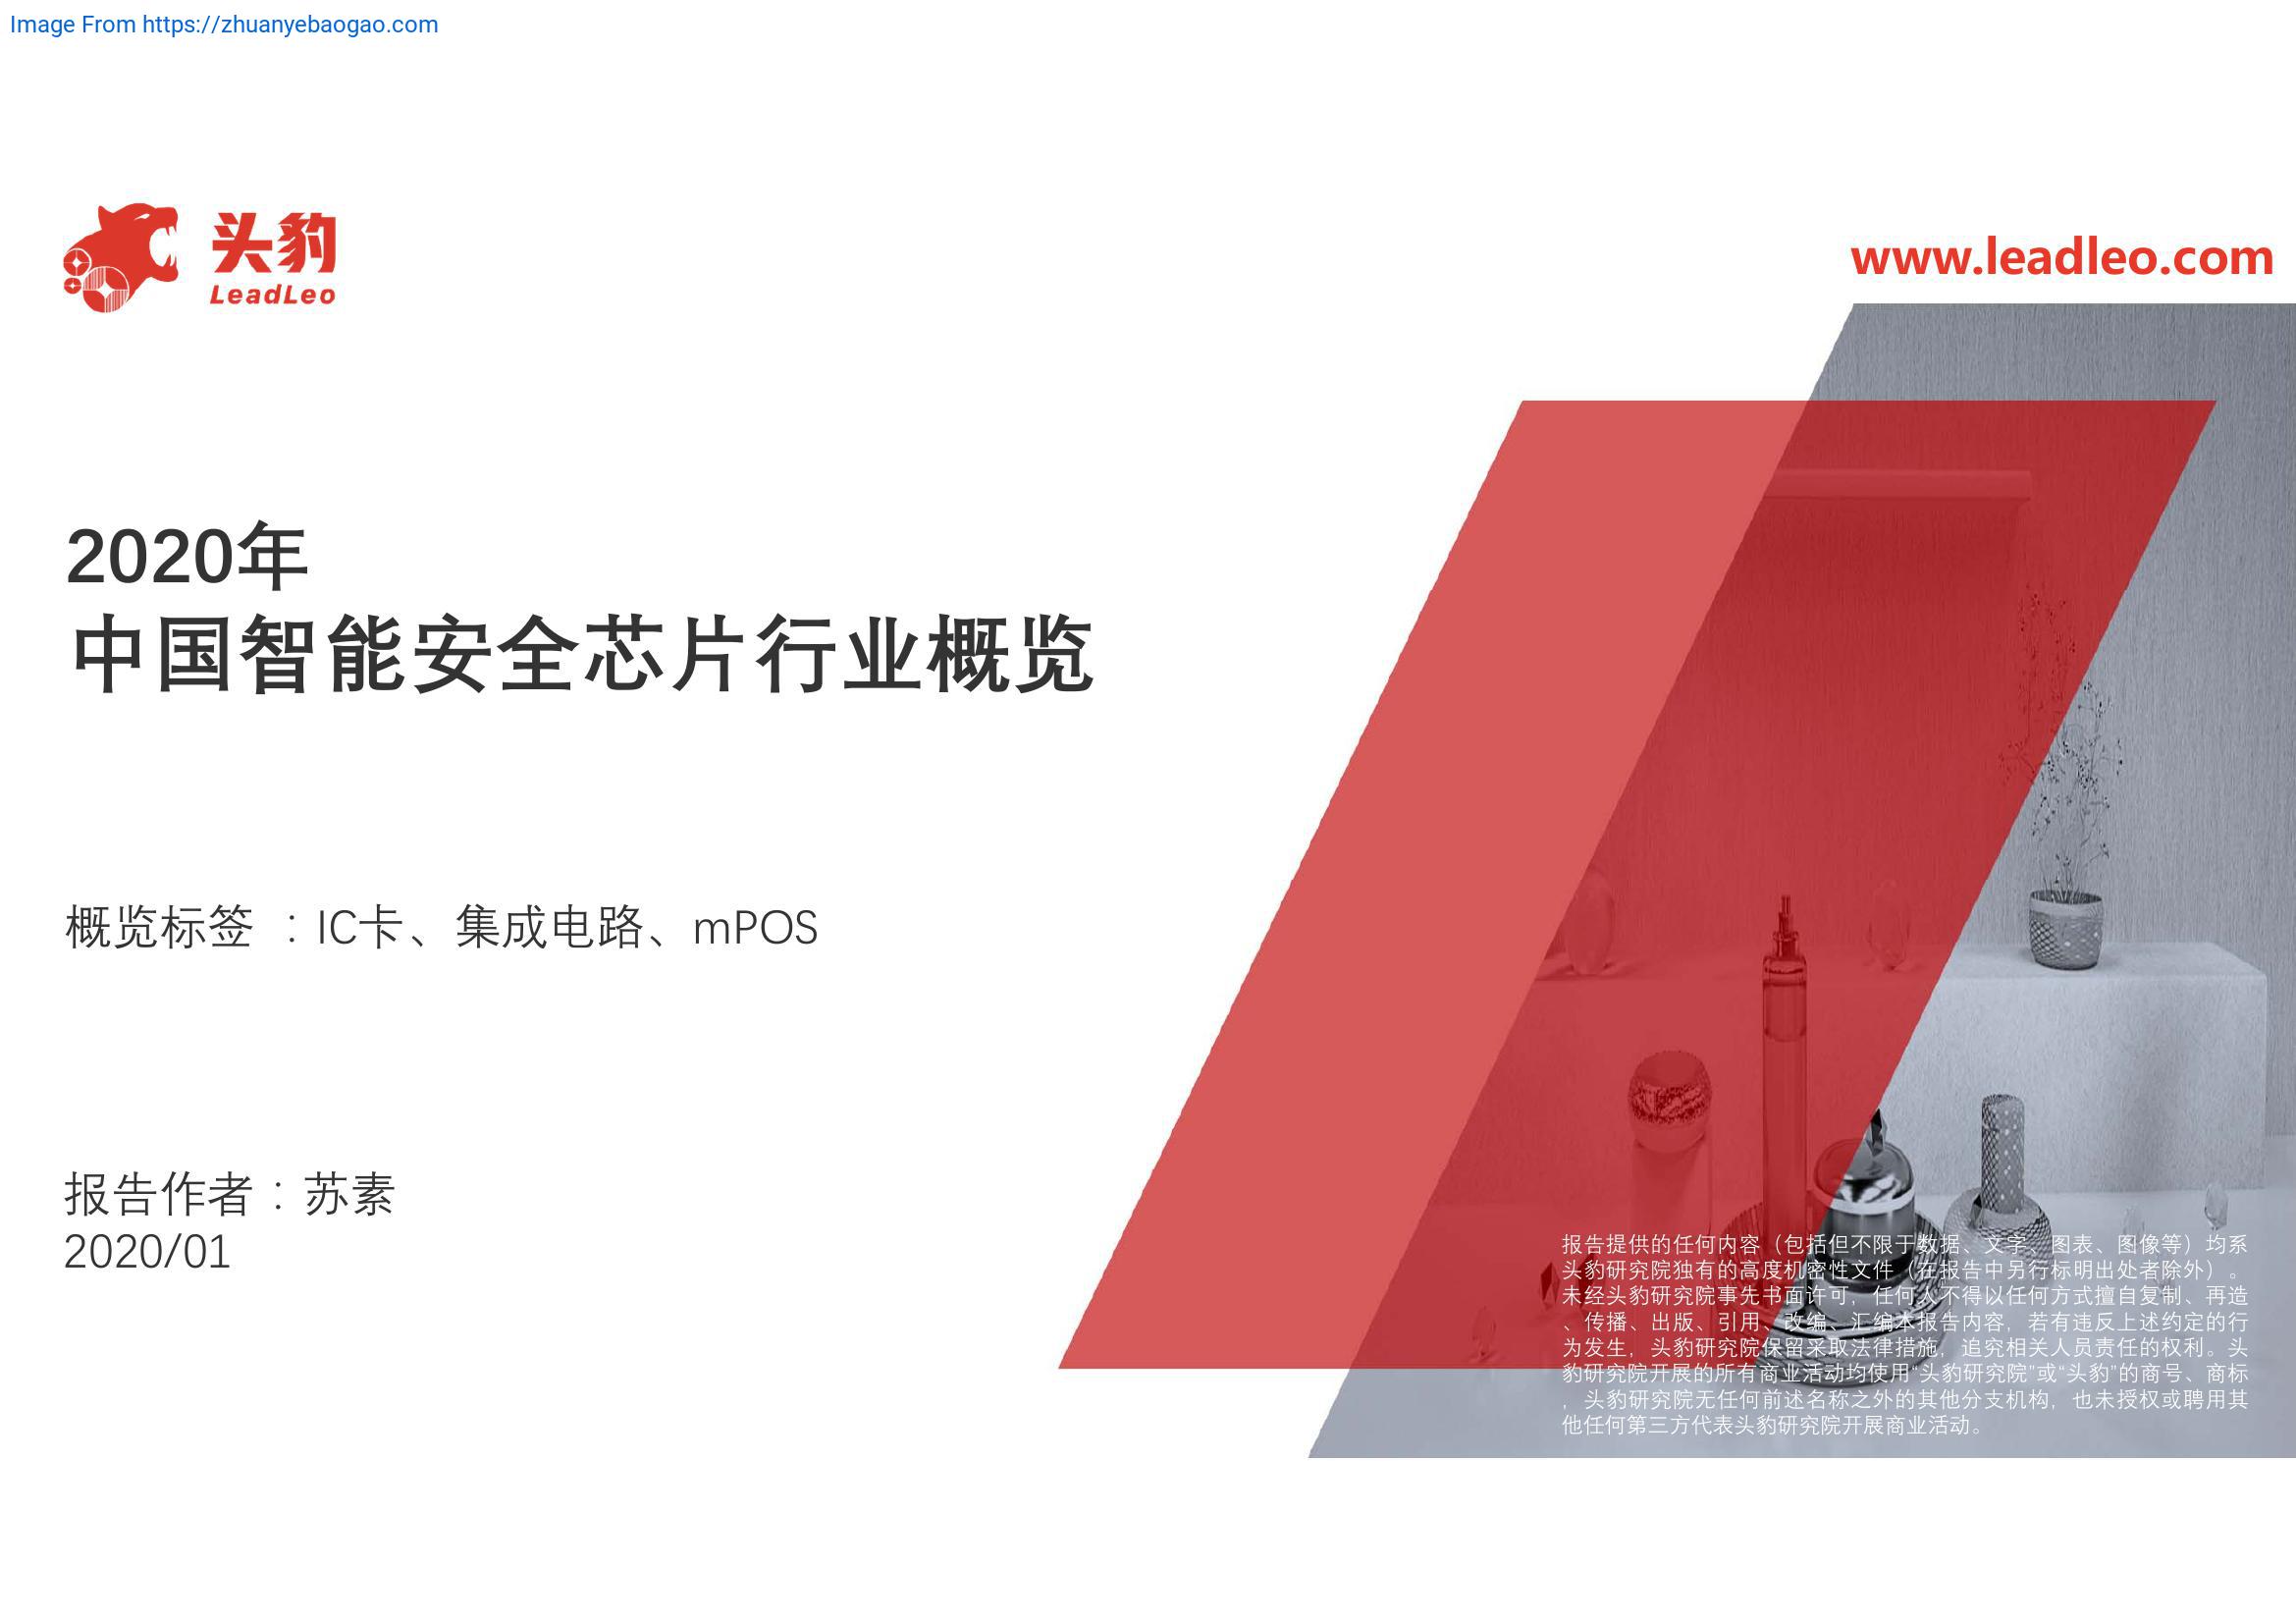 Image From https://zhuanyebaogao.com
头豹
LeadLeo
www.leadleo.com
2020年
中国智能安全芯片行业概览
概览标签 ：IC卡、集成电路、mPOS
报告作者：苏素
2020/01
报告提供的任何内容（包括但不限于数据、文字、图表、图像等）均系
头豹研究院独有的高度机密性文件（在报告中另行标明出处者除外）。
未经头豹研究院事先书面许可，任何人不得以任何方式擅自复制、再造
、传播、出版、引用、改编、汇编本报告内容，若有违反上述约定的行
为发生，头豹研究院保留采取法律措施，追究相关人员责任的权利。头
豹研究院开展的所有商业活动均使用“头豹研究院”或“头豹”的商号、商标
，头豹研究院无任何前述名称之外的其他分支机构，也未授权或聘用其
他任何第三方代表头豹研究院开展商业活动。